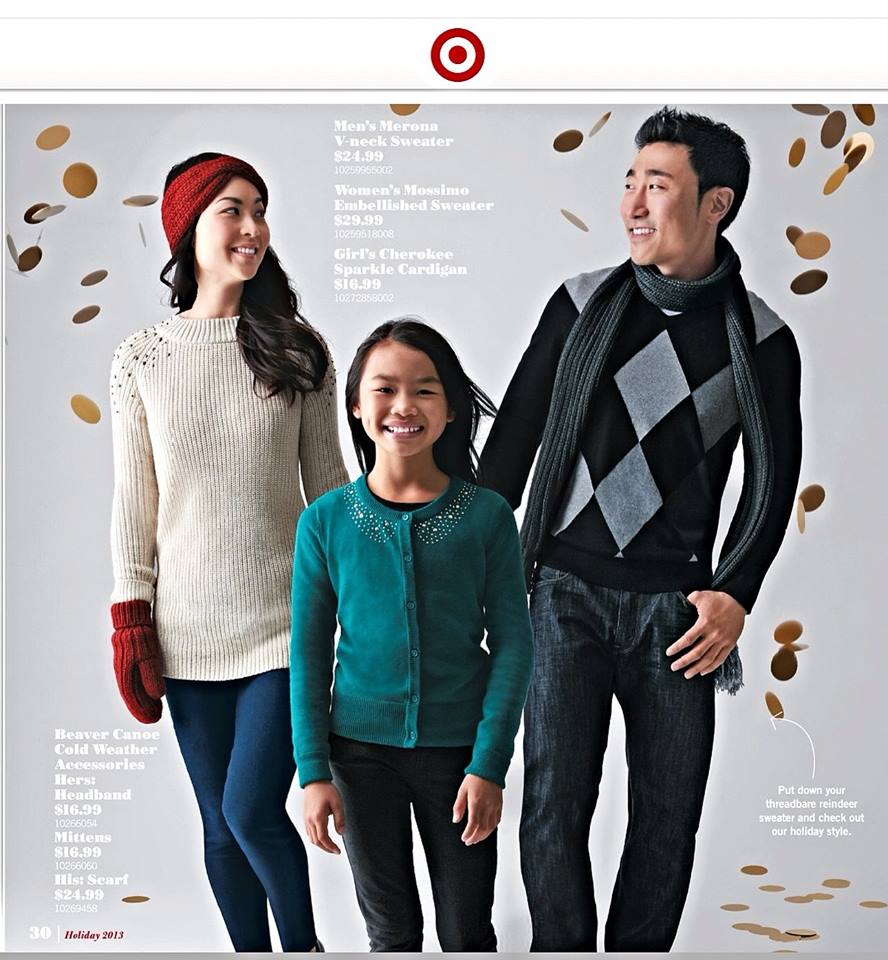 Men's Merona
V-neck Sweater
$24.99
10259955002
Women's Mossimo
Embellished Sweater
$29.99
10259518008
Girl's Cherokee
Sparkle Cardigan
$16.99
10272858002
Beaver Canoe
Cold Weather
Accessories
Hers:
Headband
$16.99
10266054
Mittens
$16.99
10266060
His: Scarf
$24.99
10269458
Put down your
threadbare reindeer
sweater and check out
our holiday style.
30 | Holiday 2013